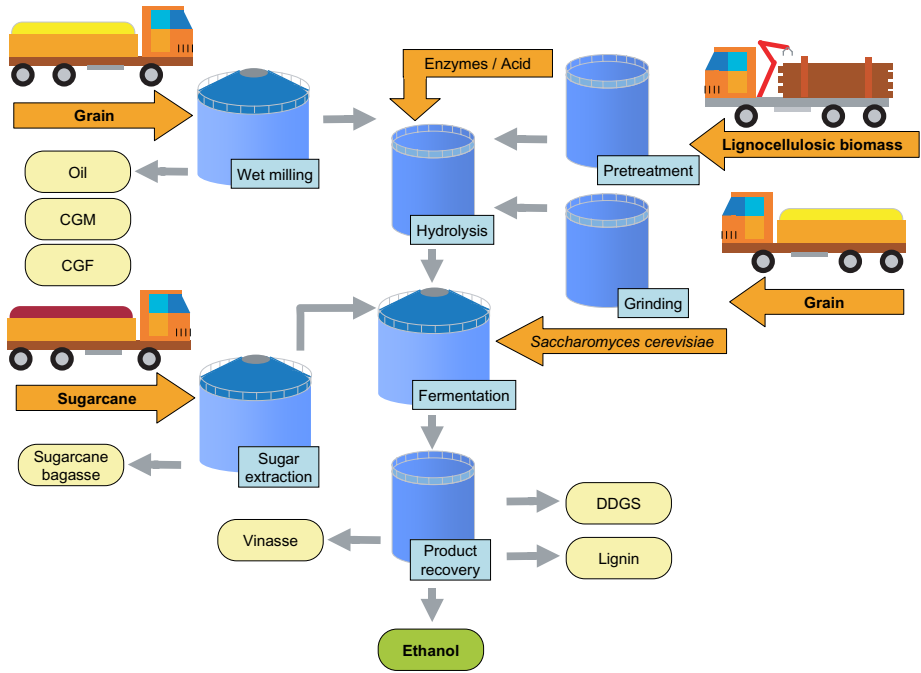 Enzymes / Acid
Grain
Lignocellulosic biomass
Wet milling
Pretreatment
Oil
CGM
CGF
Hydrolysis
Grinding
Grain
Saccharomyces cerevisiae
Sugarcane
Fermentation
Sugarcane
bagasse
Sugar
extraction
DDGS
Vinasse
Product
recovery
Lignin
Ethanol